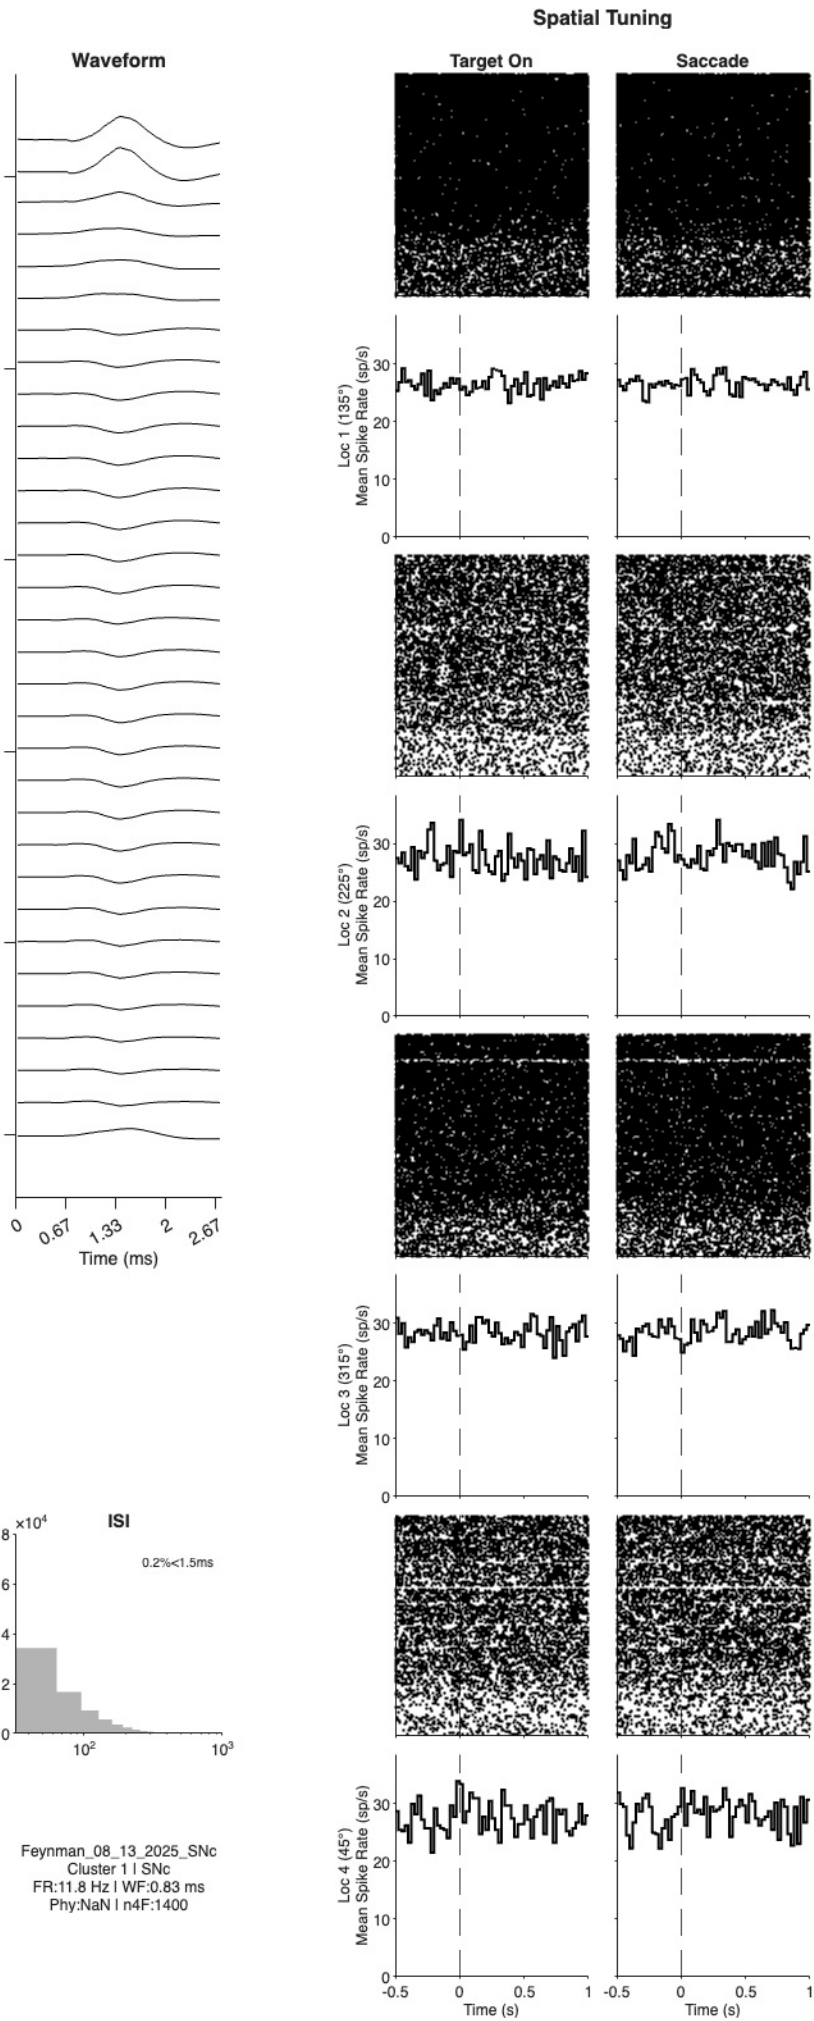 Spatial Tuning
Waveform
Target On
Saccade
0
0.67
1.33
2
2.67
Time (ms)
Loc 1 (135°)
Mean Spike Rate (sp/s)
30
20
10
0
Loc 2 (225°)
Mean Spike Rate (sp/s)
30
20
10
0
Loc 3 (315°)
Mean Spike Rate (sp/s)
30
20
10
0
×10⁴
ISI
0.2%<1.5ms
8
6
4
2
0
10²
10³
Feynman_08_13_2025_SNc
Cluster 1 | SNc
FR:11.8 Hz | WF:0.83 ms
Phy:NaN | n4F:1400
Loc 4 (45°)
Mean Spike Rate (sp/s)
30
20
10
0
-0.5 0 0.5 1
Time (s)
-0.5 0 0.5 1
Time (s)